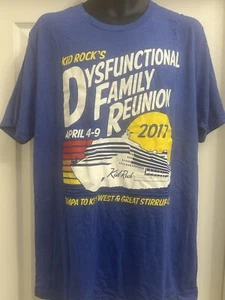 KID ROCK'S
DYSFUNCTIONAL
FAMILY
REUNION
APRIL 4-9
2017
Kid Rock
TAMPA TO KEY WEST & GREAT STIRRUP